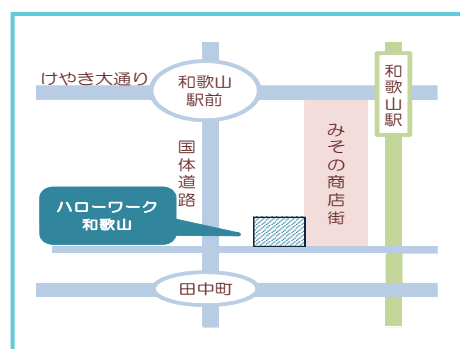 けやき大通り
和歌山
駅前
和歌山駅
国体道路
みその商店街
ハローワーク
和歌山
田中町